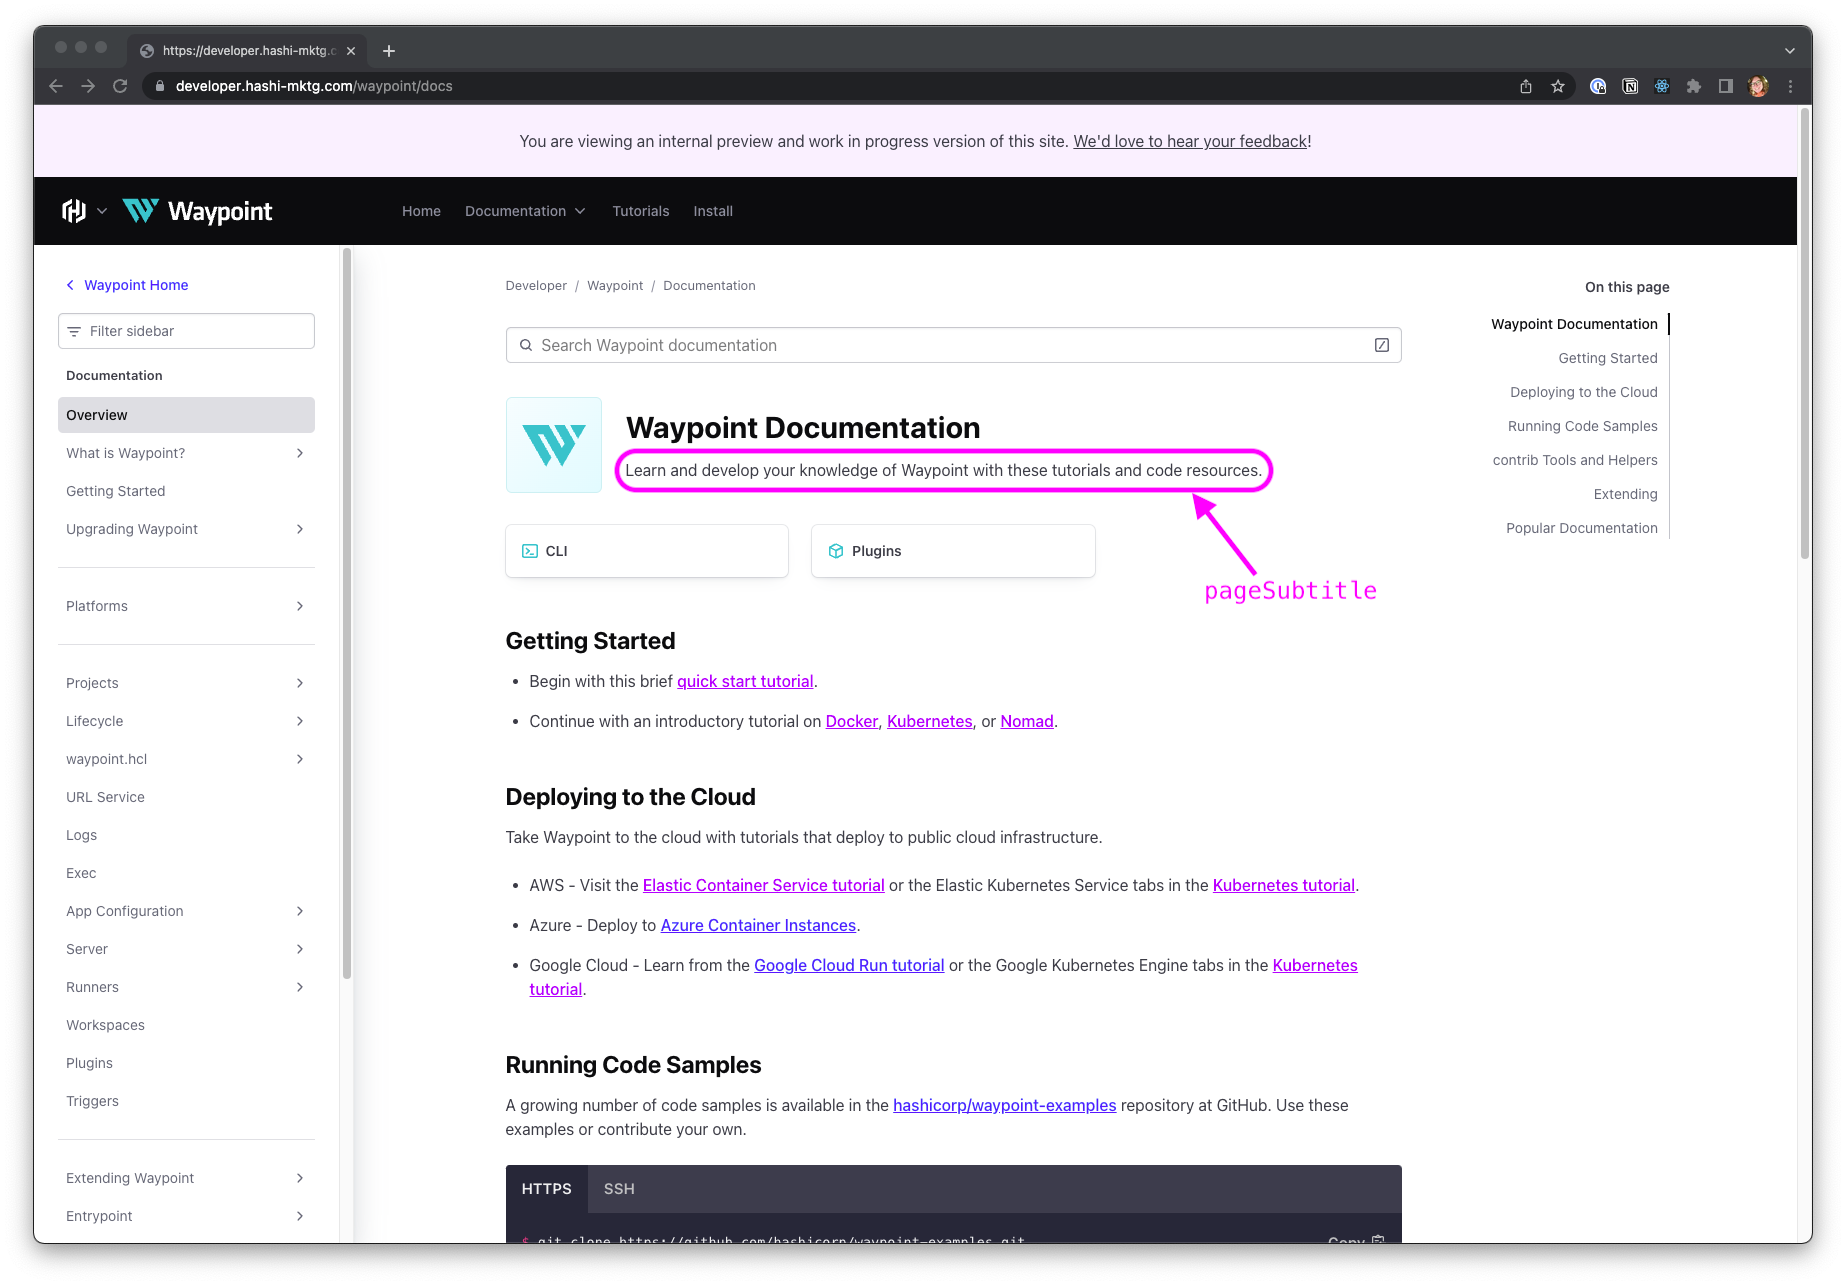 https://developer.hashi-mktg.c
developer.hashi-mktg.com/waypoint/docs
You are viewing an internal preview and work in progress version of this site. We'd love to hear your feedback!
Waypoint
Home
Documentation
Tutorials
Install
Waypoint Home
Filter sidebar
Documentation
Overview
What is Waypoint?
Getting Started
Upgrading Waypoint
Platforms
Projects
Lifecycle
waypoint.hcl
URL Service
Logs
Exec
App Configuration
Server
Runners
Workspaces
Plugins
Triggers
Extending Waypoint
Entrypoint
Developer / Waypoint / Documentation
Search Waypoint documentation
Waypoint Documentation
Learn and develop your knowledge of Waypoint with these tutorials and code resources.
pageSubtitle
CLI
Plugins
Getting Started
• Begin with this brief quick start tutorial.
• Continue with an introductory tutorial on Docker, Kubernetes, or Nomad.
Deploying to the Cloud
Take Waypoint to the cloud with tutorials that deploy to public cloud infrastructure.
• AWS - Visit the Elastic Container Service tutorial or the Elastic Kubernetes Service tabs in the Kubernetes tutorial.
• Azure - Deploy to Azure Container Instances.
• Google Cloud - Learn from the Google Cloud Run tutorial or the Google Kubernetes Engine tabs in the Kubernetes
tutorial.
Running Code Samples
A growing number of code samples is available in the hashicorp/waypoint-examples repository at GitHub. Use these
examples or contribute your own.
HTTPS
SSH
$ git clone https://github.com/hashicorp/waypoint-examples.git
Copy
On this page
Waypoint Documentation
Getting Started
Deploying to the Cloud
Running Code Samples
contrib Tools and Helpers
Extending
Popular Documentation